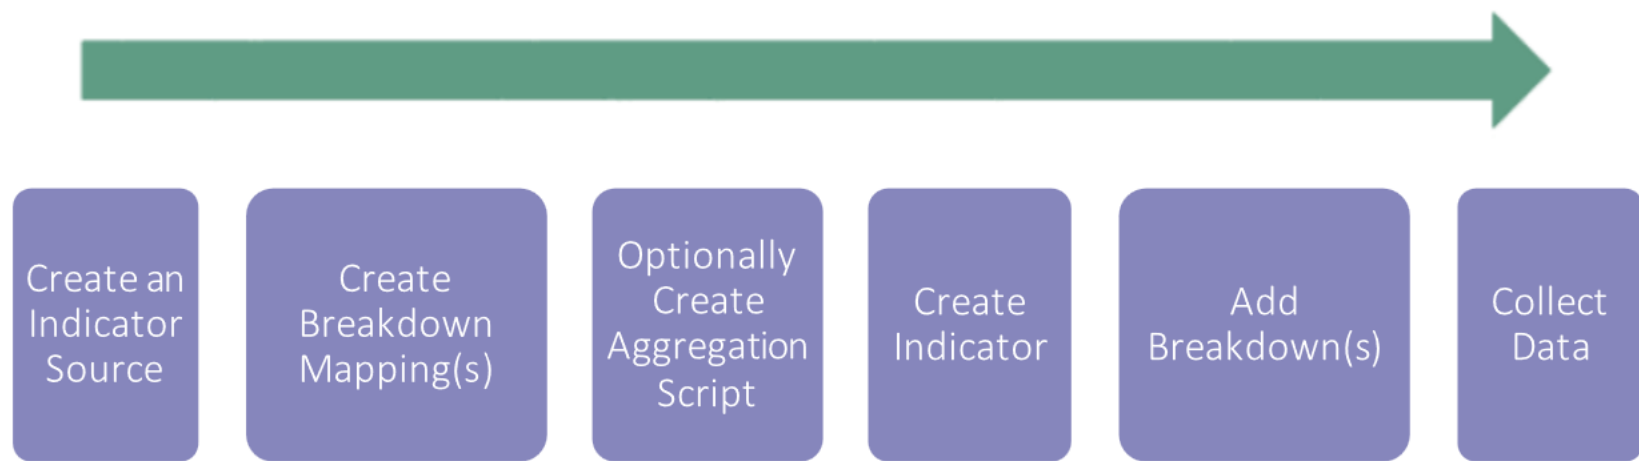 Create an
Indicator
Source
Create
Breakdown
Mapping(s)
Optionally
Create
Aggregation
Script
Create
Indicator
Add
Breakdown(s)
Collect
Data